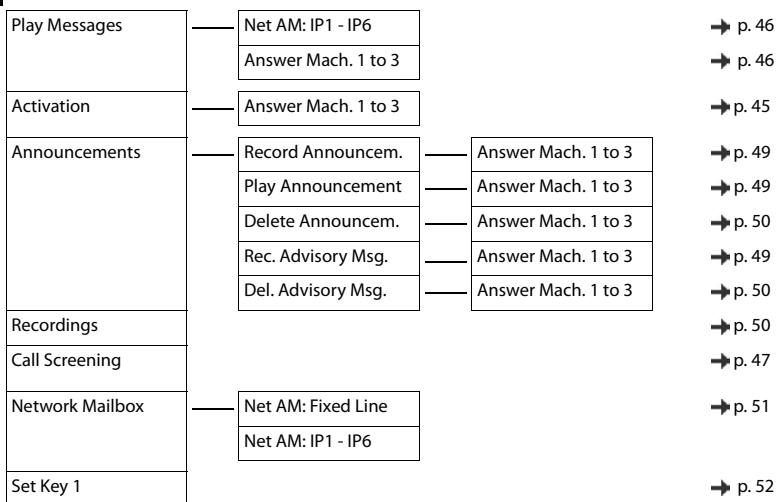 Play Messages Net AM: IP1 - IP6 p. 46
Answer Mach. 1 to 3 p. 46
Activation Answer Mach. 1 to 3 p. 45
Announcements Record Announcem. Answer Mach. 1 to 3 p. 49
Play Announcement Answer Mach. 1 to 3 p. 49
Delete Announcem. Answer Mach. 1 to 3 p. 50
Rec. Advisory Msg. Answer Mach. 1 to 3 p. 49
Del. Advisory Msg. Answer Mach. 1 to 3 p. 50
Recordings p. 50
Call Screening p. 47
Network Mailbox Net AM: Fixed Line p. 51
Net AM: IP1 - IP6
Set Key 1 p. 52